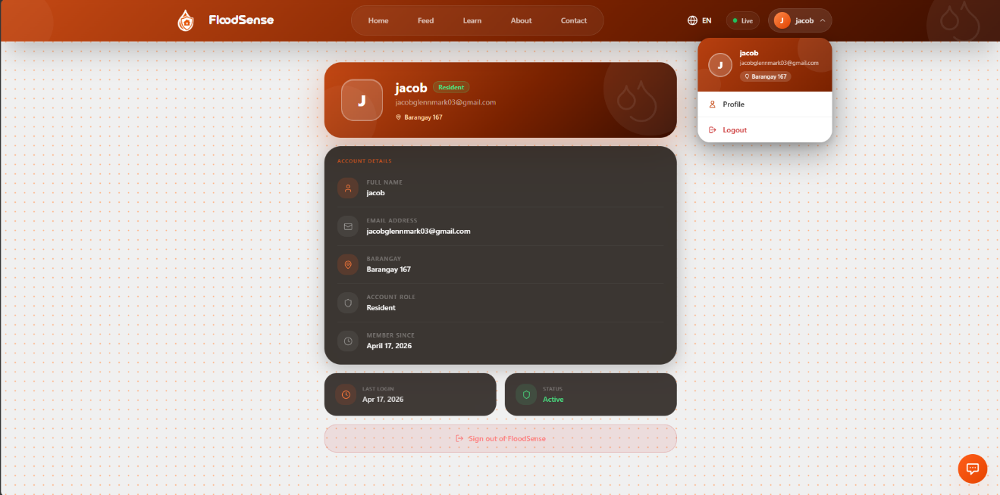 FloodSense
Home Feed Learn About Contact
EN
Live
J jacob
J
jacob
jacobglennmark03@gmail.com
Barangay 167
Profile
Logout
J
jacob Resident
jacobglennmark03@gmail.com
Barangay 167
ACCOUNT DETAILS
FULL NAME
jacob
EMAIL ADDRESS
jacobglennmark03@gmail.com
BARANGAY
Barangay 167
ACCOUNT ROLE
Resident
MEMBER SINCE
April 17, 2026
LAST LOGIN
Apr 17, 2026
STATUS
Active
Sign out of FloodSense